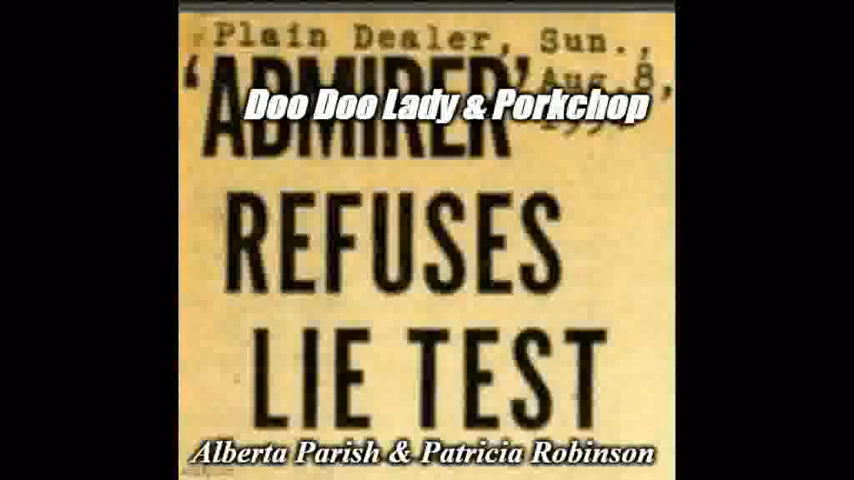 Plain Dealer, Sun.,
'ADMIRER' Aug.8,
Doo Doo Lady & Porkchop
REFUSES
LIE TEST
Alberta Parish & Patricia Robinson